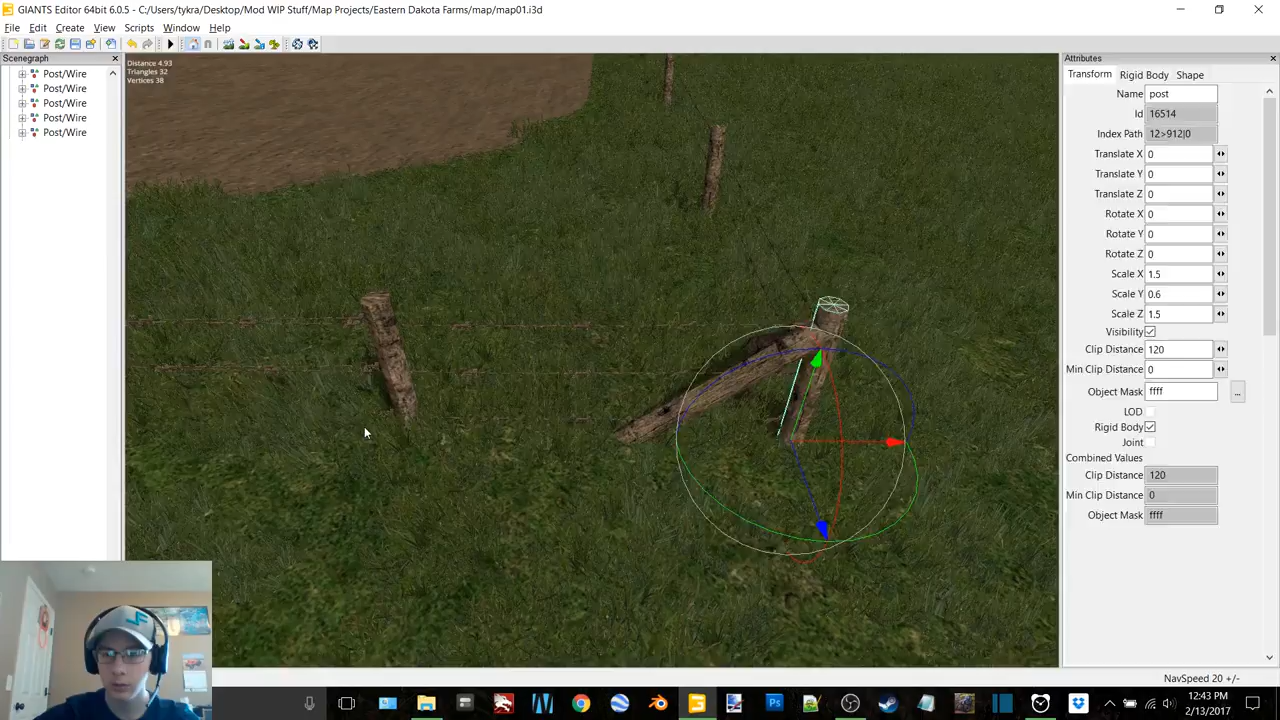 GIANTS Editor 64bit 6.0.5 - C:/Users/tykra/Desktop/Mod WIP Stuff/Map Projects/Eastern Dakota Farms/map/map01.i3d
File Edit Create View Scripts Window Help
Scenegraph
Post/Wire
Post/Wire
Post/Wire
Post/Wire
Post/Wire
Distance 4.93
Triangles 32
Vertices 38
Attributes
Transform Rigid Body Shape
Name post
Id 16514
Index Path 12>912|0
Translate X 0
Translate Y 0
Translate Z 0
Rotate X 0
Rotate Y 0
Rotate Z 0
Scale X 1.5
Scale Y 0.6
Scale Z 1.5
Visibility
Clip Distance 120
Min Clip Distance 0
Object Mask ffff ...
LOD
Rigid Body
Joint
Combined Values
Clip Distance 120
Min Clip Distance 0
Object Mask ffff
NavSpeed 20 +/-
12:43 PM
2/13/2017